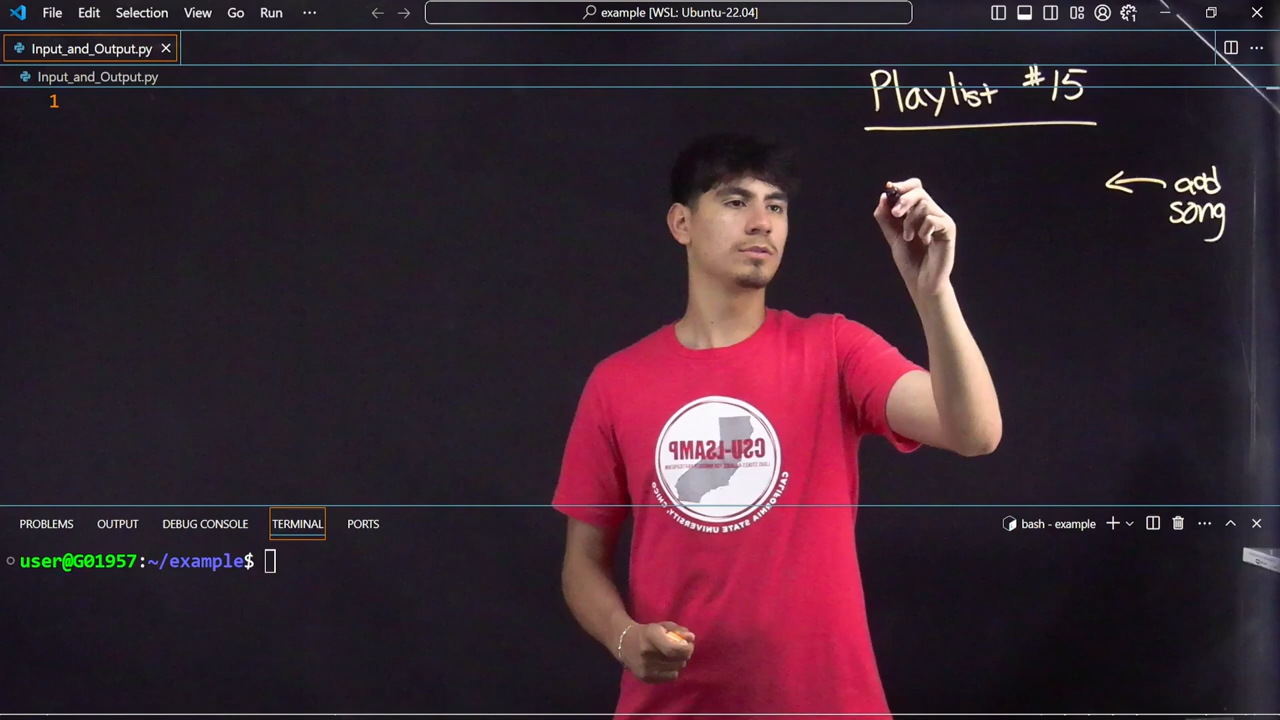 File Edit Selection View Go Run ··· example [WSL: Ubuntu-22.04]
Input_and_Output.py
Input_and_Output.py
1
Playlist #15
← add
song
CSU-LSAMP
CALIFORNIA STATE UNIVERSITY, CHICO
PROBLEMS OUTPUT DEBUG CONSOLE TERMINAL PORTS bash - example
user@G01957:~/example$